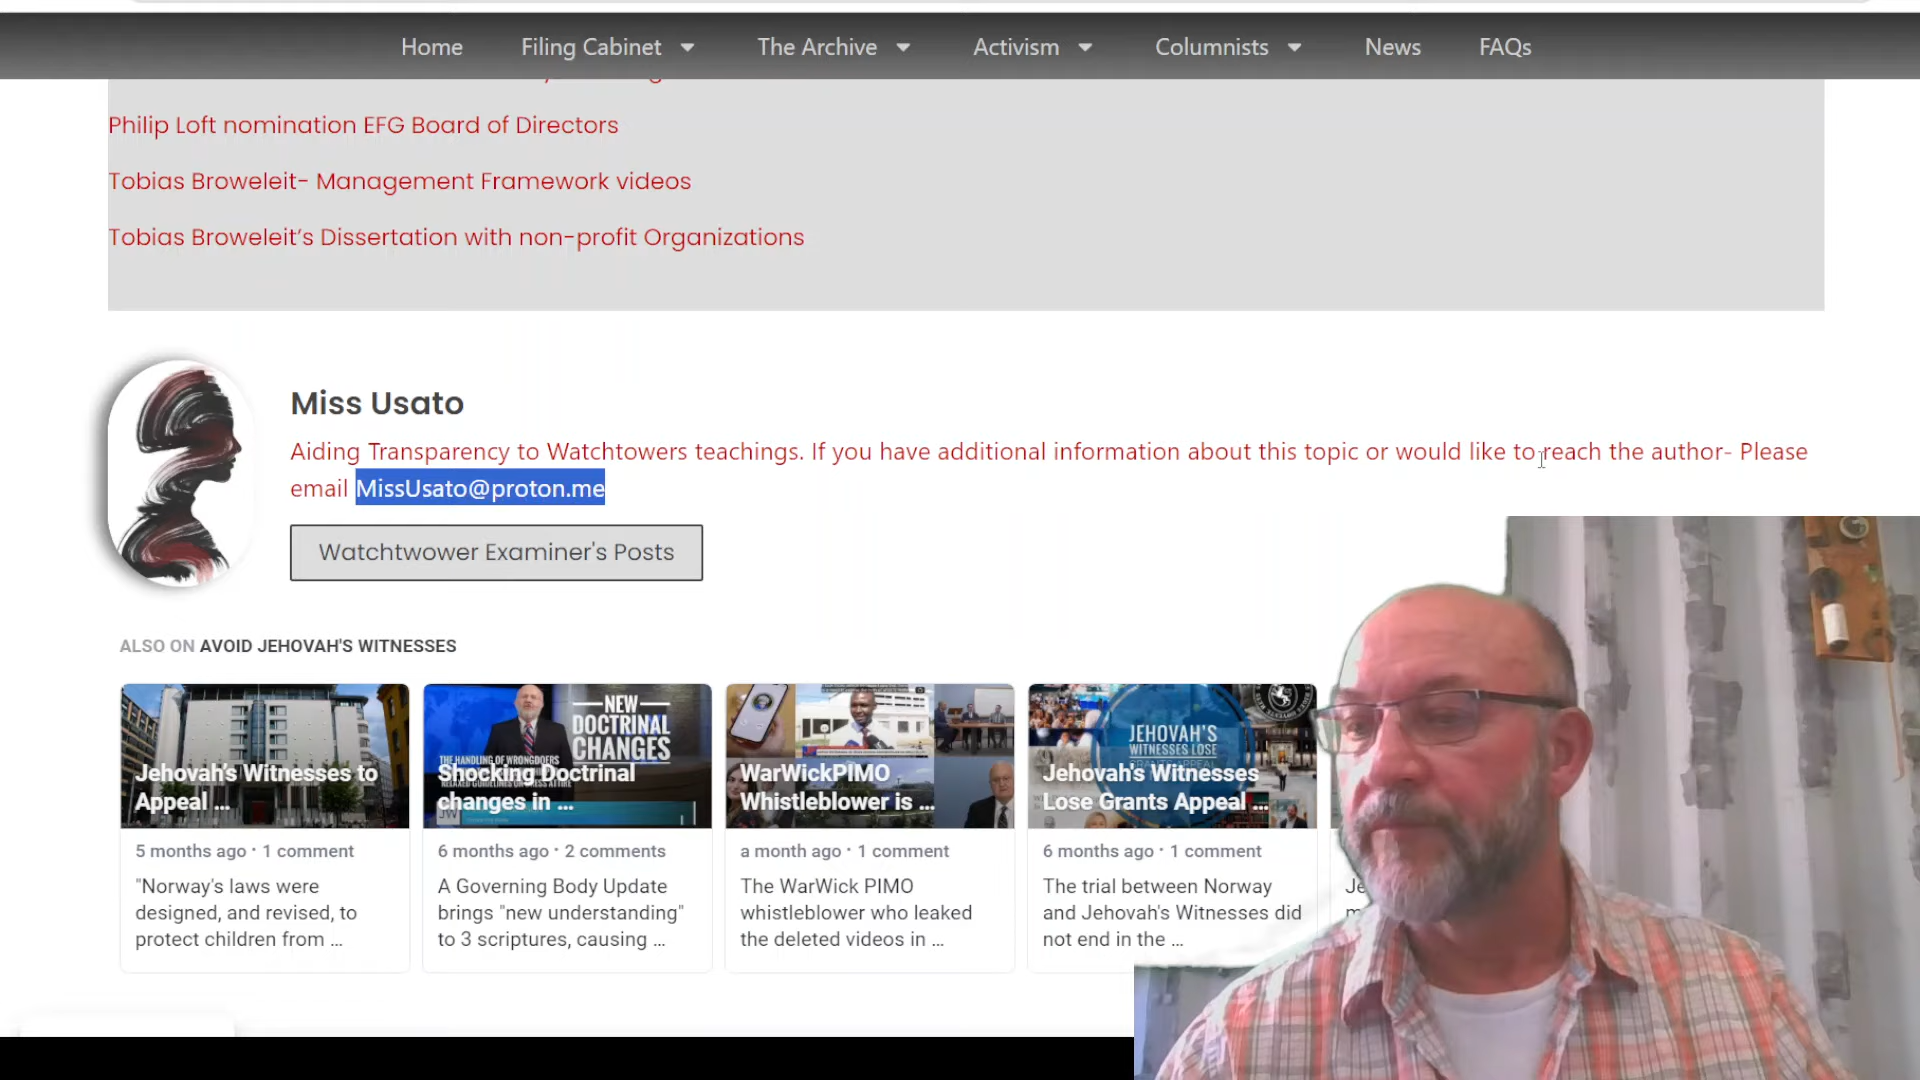 Home Filing Cabinet The Archive Activism Columnists News FAQs
Philip Loft nomination EFG Board of Directors
Tobias Broweleit- Management Framework videos
Tobias Broweleit's Dissertation with non-profit Organizations
Miss Usato
Aiding Transparency to Watchtowers teachings. If you have additional information about this topic or would like to reach the author- Please
email MissUsato@proton.me
Watchtwower Examiner's Posts
ALSO ON AVOID JEHOVAH'S WITNESSES
Jehovah's Witnesses to
Appeal ...
5 months ago · 1 comment
"Norway's laws were
designed, and revised, to
protect children from ...
NEW
DOCTRINAL
CHANGES
THE HANDLING OF WRONGDOERS
Shocking Doctrinal
changes in ...
JW
6 months ago · 2 comments
A Governing Body Update
brings "new understanding"
to 3 scriptures, causing ...
WarWickPIMO
Whistleblower is ...
a month ago · 1 comment
The WarWick PIMO
whistleblower who leaked
the deleted videos in ...
JEHOVAH'S
WITNESSES LOSE
Jehovah's Witnesses
Lose Grants Appeal ...
6 months ago · 1 comment
The trial between Norway
and Jehovah's Witnesses did
not end in the ...